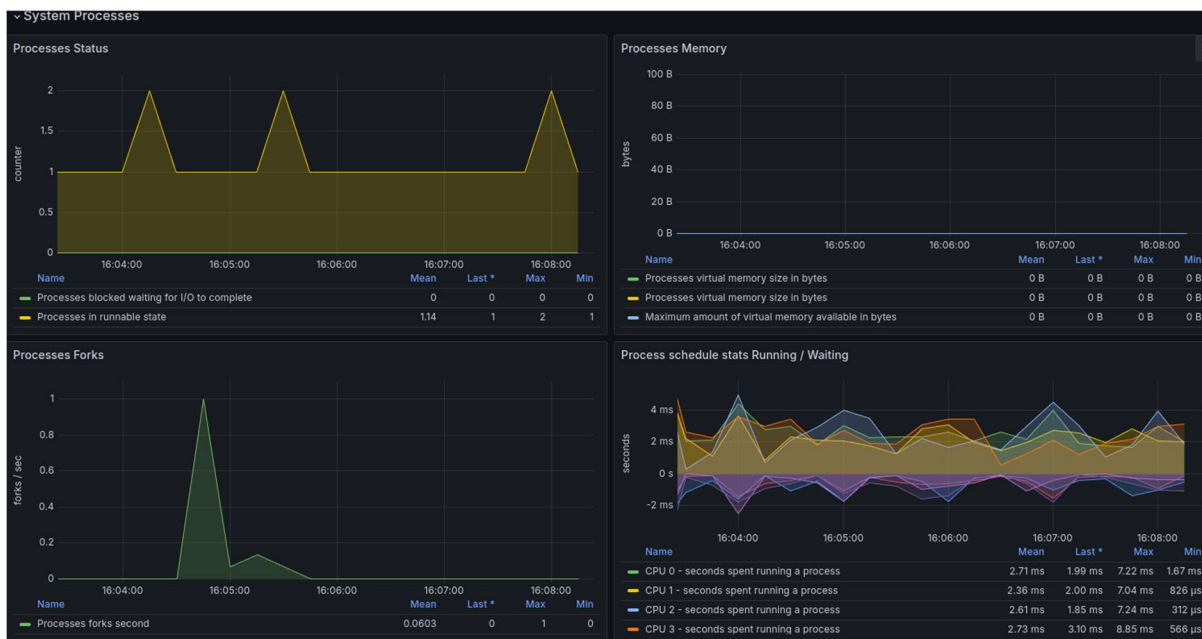 System Processes
Processes Status
2
1.5
1
0.5
0
counter
16:04:00 16:05:00 16:06:00 16:07:00 16:08:00
Name Mean Last * Max Min
Processes blocked waiting for I/O to complete 0 0 0 0
Processes in runnable state 1.14 1 2 1
Processes Memory
100 B
80 B
60 B
40 B
20 B
0 B
bytes
16:04:00 16:05:00 16:06:00 16:07:00 16:08:00
Name Mean Last * Max Min
Processes virtual memory size in bytes 0 B 0 B 0 B 0 B
Processes virtual memory size in bytes 0 B 0 B 0 B 0 B
Maximum amount of virtual memory available in bytes 0 B 0 B 0 B 0 B
Processes Forks
1
0.8
0.6
0.4
0.2
0
forks / sec
16:04:00 16:05:00 16:06:00 16:07:00 16:08:00
Name Mean Last * Max Min
Processes forks second 0.0603 0 1 0
Process schedule stats Running / Waiting
4 ms
2 ms
0 s
-2 ms
seconds
16:04:00 16:05:00 16:06:00 16:07:00 16:08:00
Name Mean Last * Max Min
CPU 0 - seconds spent running a process 2.71 ms 1.99 ms 7.22 ms 1.67 ms
CPU 1 - seconds spent running a process 2.36 ms 2.00 ms 7.04 ms 826 µs
CPU 2 - seconds spent running a process 2.61 ms 1.85 ms 7.24 ms 312 µs
CPU 3 - seconds spent running a process 2.73 ms 3.10 ms 8.85 ms 566 µs